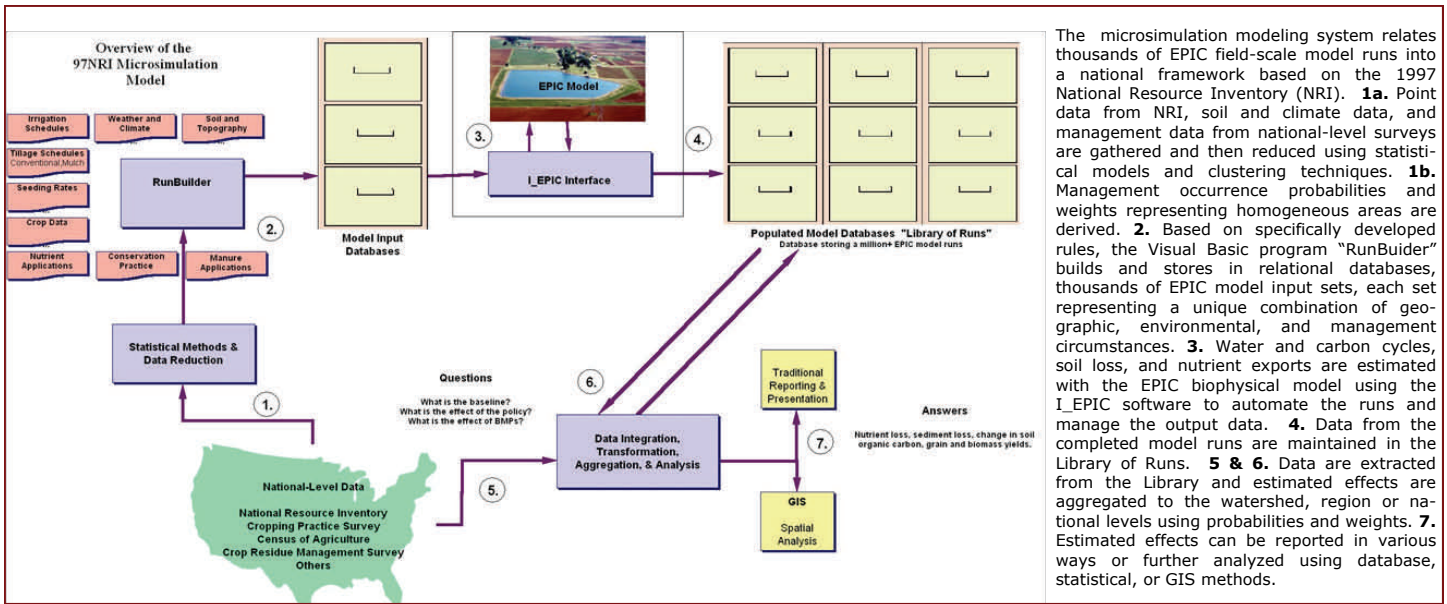 Overview of the
97NRI Microsimulation
Model
Irrigation
Schedules
Weather and
Climate
Soil and
Topography
Tillage Schedules
Conventional,Mulch
Seeding Rates
Crop Data
Nutrient
Applications
Conservation
Practice
Manure
Applications
RunBuilder
2.
Model Input
Databases
EPIC Model
3.
I_EPIC Interface
4.
Populated Model Databases "Library of Runs"
Database storing a million+ EPIC model runs
Statistical Methods &
Data Reduction
1.
Questions
What is the baseline?
What is the effect of the policy?
What is the effect of BMPs?
6.
Data Integration,
Transformation,
Aggregation, & Analysis
5.
Traditional
Reporting &
Presentation
7.
GIS
Spatial
Analysis
Answers
Nutrient loss, sediment loss, change in soil
organic carbon, grain and biomass yields.
National-Level Data
National Resource Inventory
Cropping Practice Survey
Census of Agriculture
Crop Residue Management Survey
Others
The microsimulation modeling system relates
thousands of EPIC field-scale model runs into
a national framework based on the 1997
National Resource Inventory (NRI). 1a. Point
data from NRI, soil and climate data, and
management data from national-level surveys
are gathered and then reduced using statisti-
cal models and clustering techniques. 1b.
Management occurrence probabilities and
weights representing homogeneous areas are
derived. 2. Based on specifically developed
rules, the Visual Basic program “RunBuider”
builds and stores in relational databases,
thousands of EPIC model input sets, each set
representing a unique combination of geo-
graphic, environmental, and management
circumstances. 3. Water and carbon cycles,
soil loss, and nutrient exports are estimated
with the EPIC biophysical model using the
I_EPIC software to automate the runs and
manage the output data. 4. Data from the
completed model runs are maintained in the
Library of Runs. 5 & 6. Data are extracted
from the Library and estimated effects are
aggregated to the watershed, region or na-
tional levels using probabilities and weights. 7.
Estimated effects can be reported in various
ways or further analyzed using database,
statistical, or GIS methods.